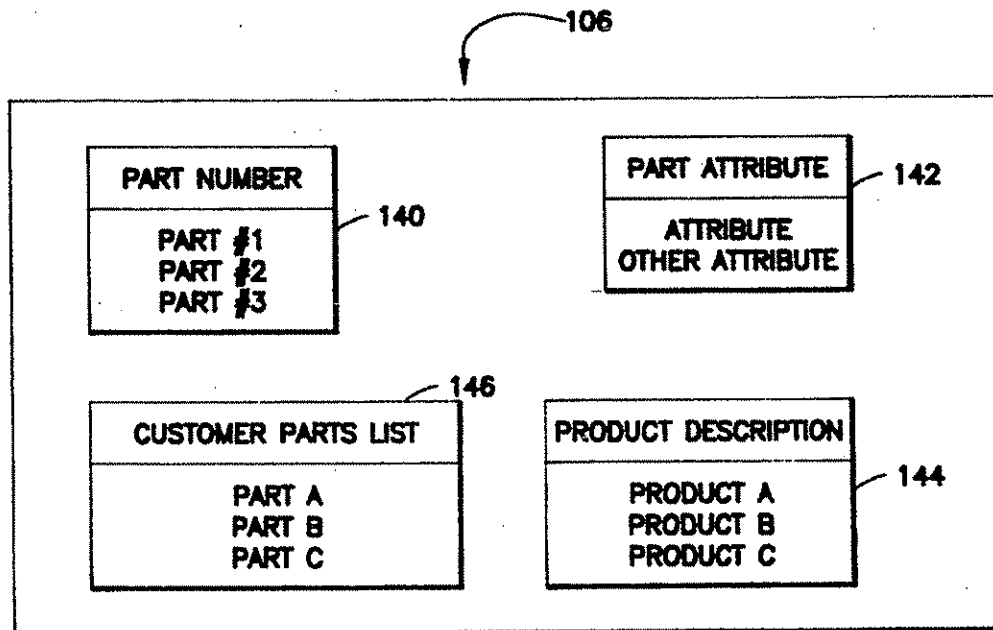 106
PART NUMBER
140
PART #1
PART #2
PART #3
PART ATTRIBUTE
142
ATTRIBUTE
OTHER ATTRIBUTE
146
CUSTOMER PARTS LIST
PART A
PART B
PART C
PRODUCT DESCRIPTION
144
PRODUCT A
PRODUCT B
PRODUCT C